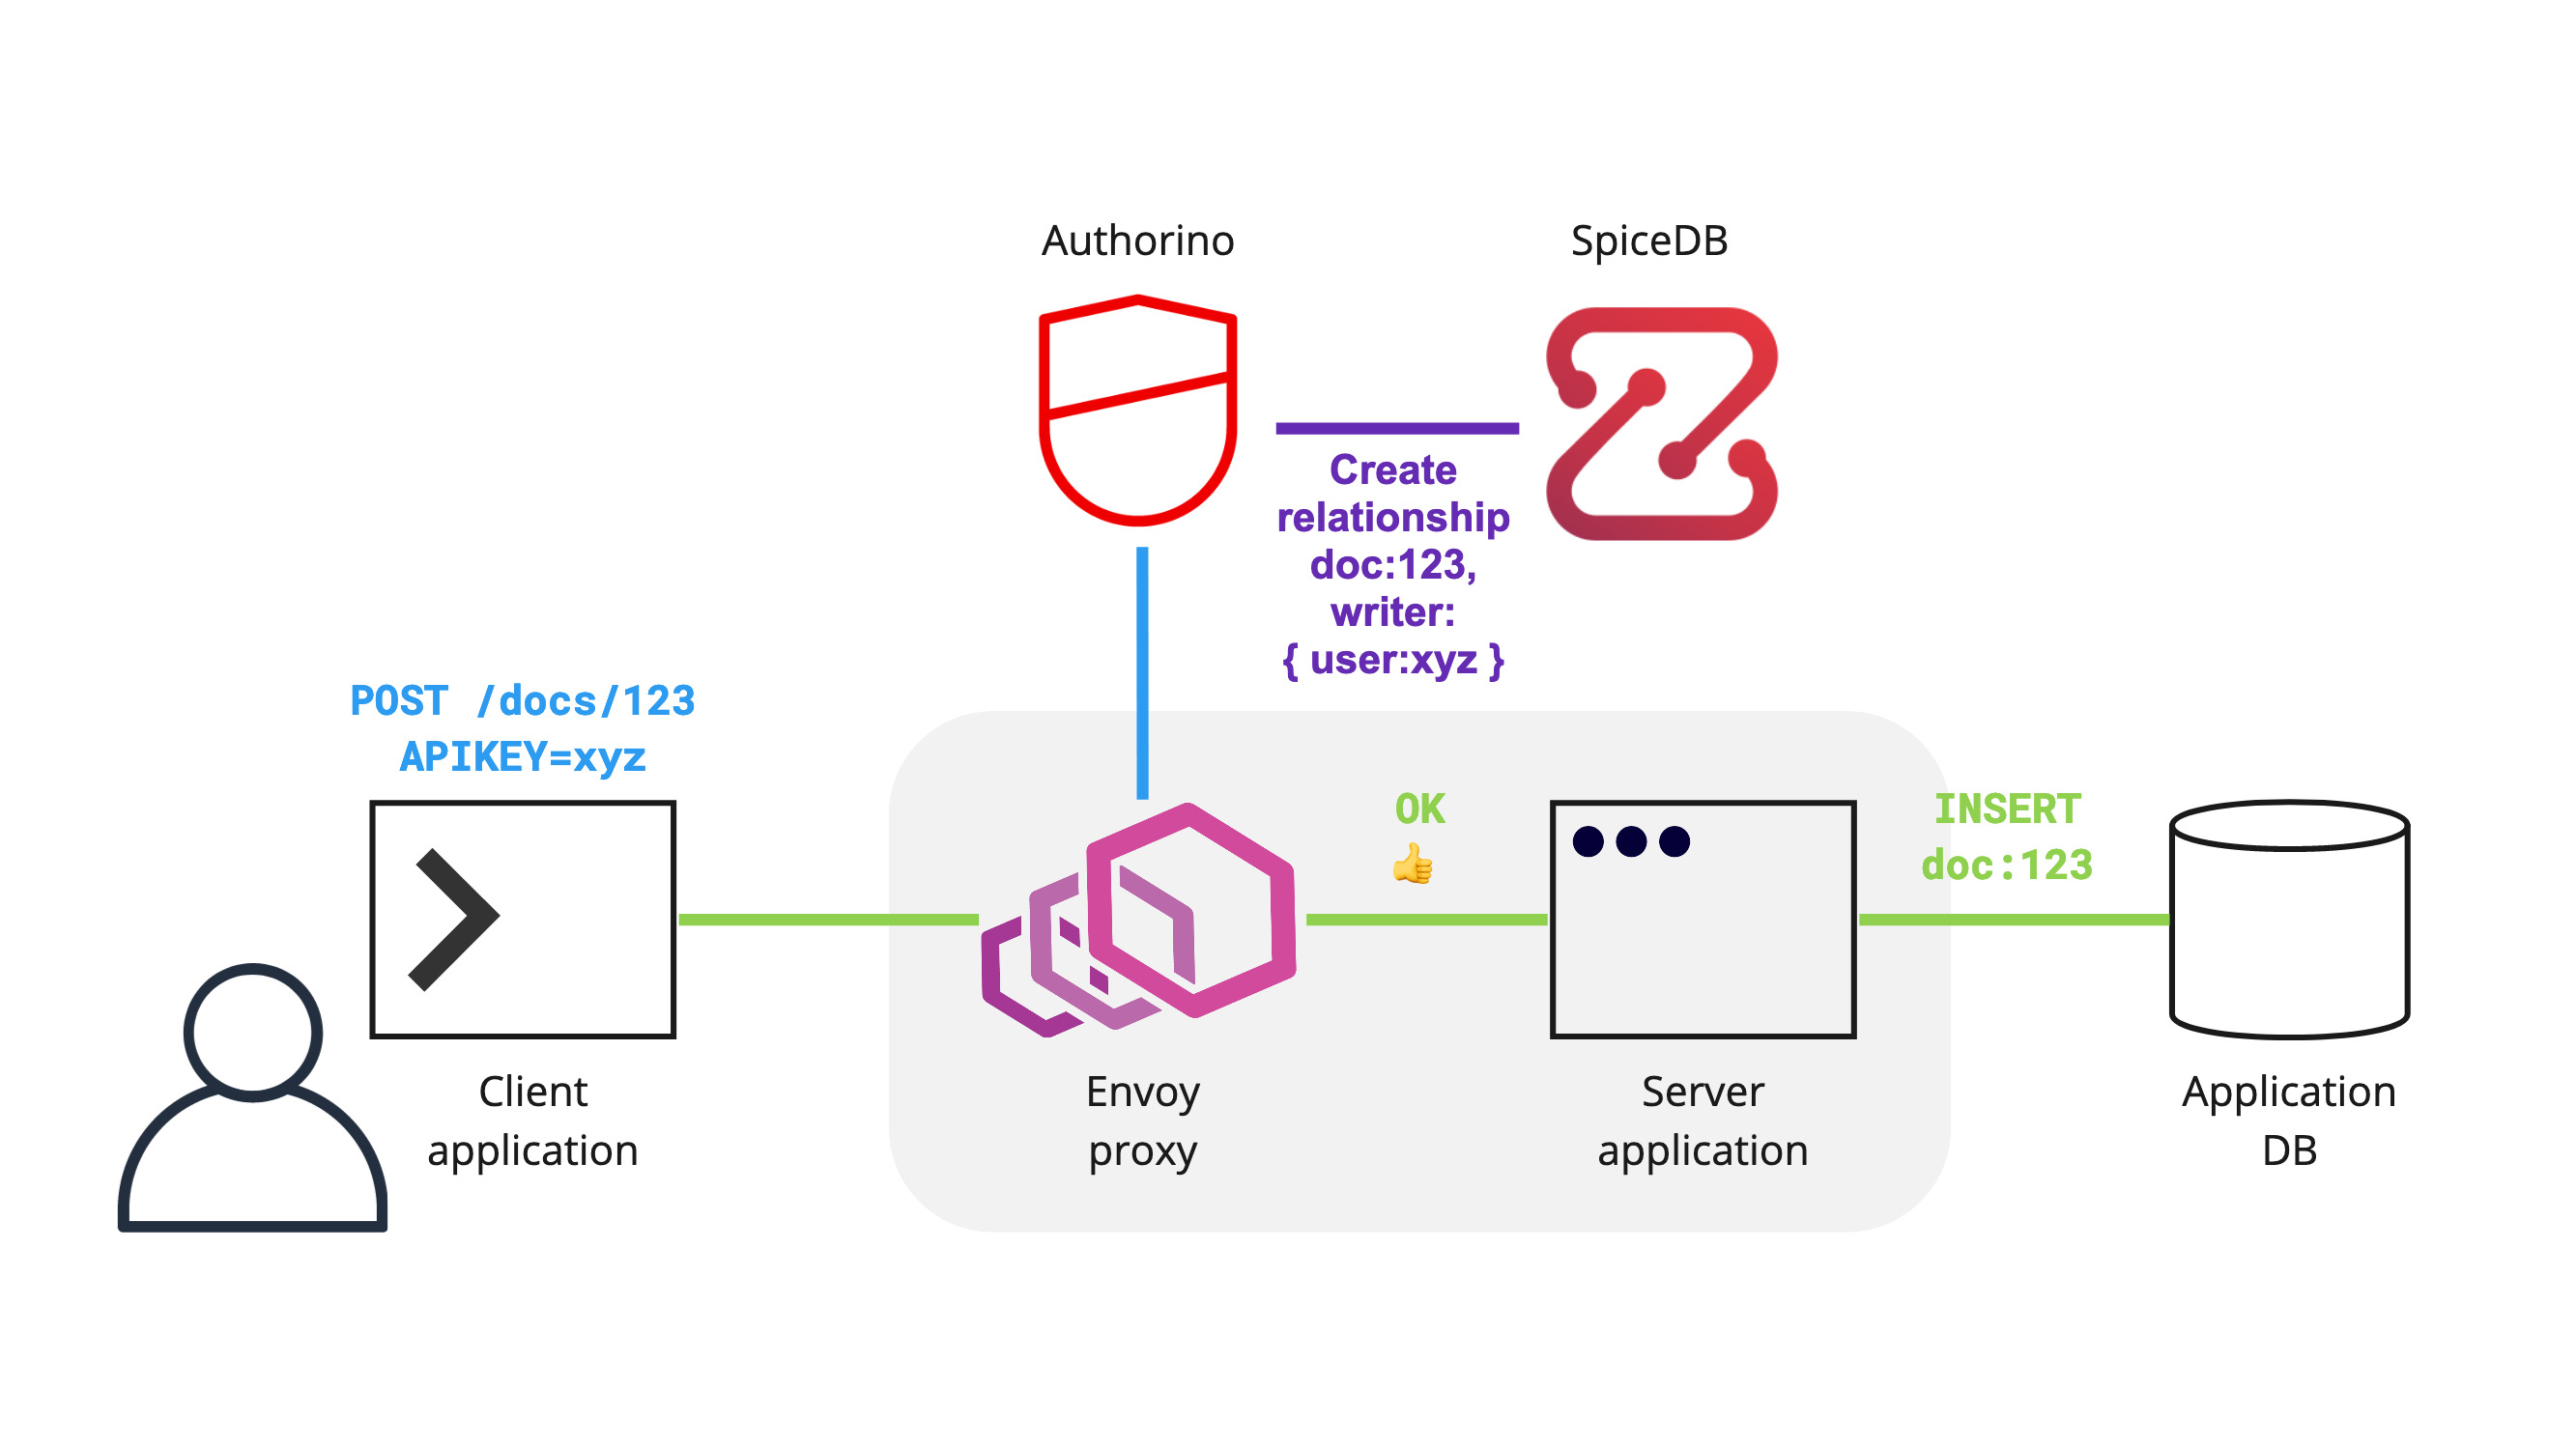 Authorino
SpiceDB
Create
relationship
doc:123,
writer:
{ user:xyz }
POST /docs/123
APIKEY=xyz
OK
INSERT
doc:123
Client
application
Envoy
proxy
Server
application
Application
DB